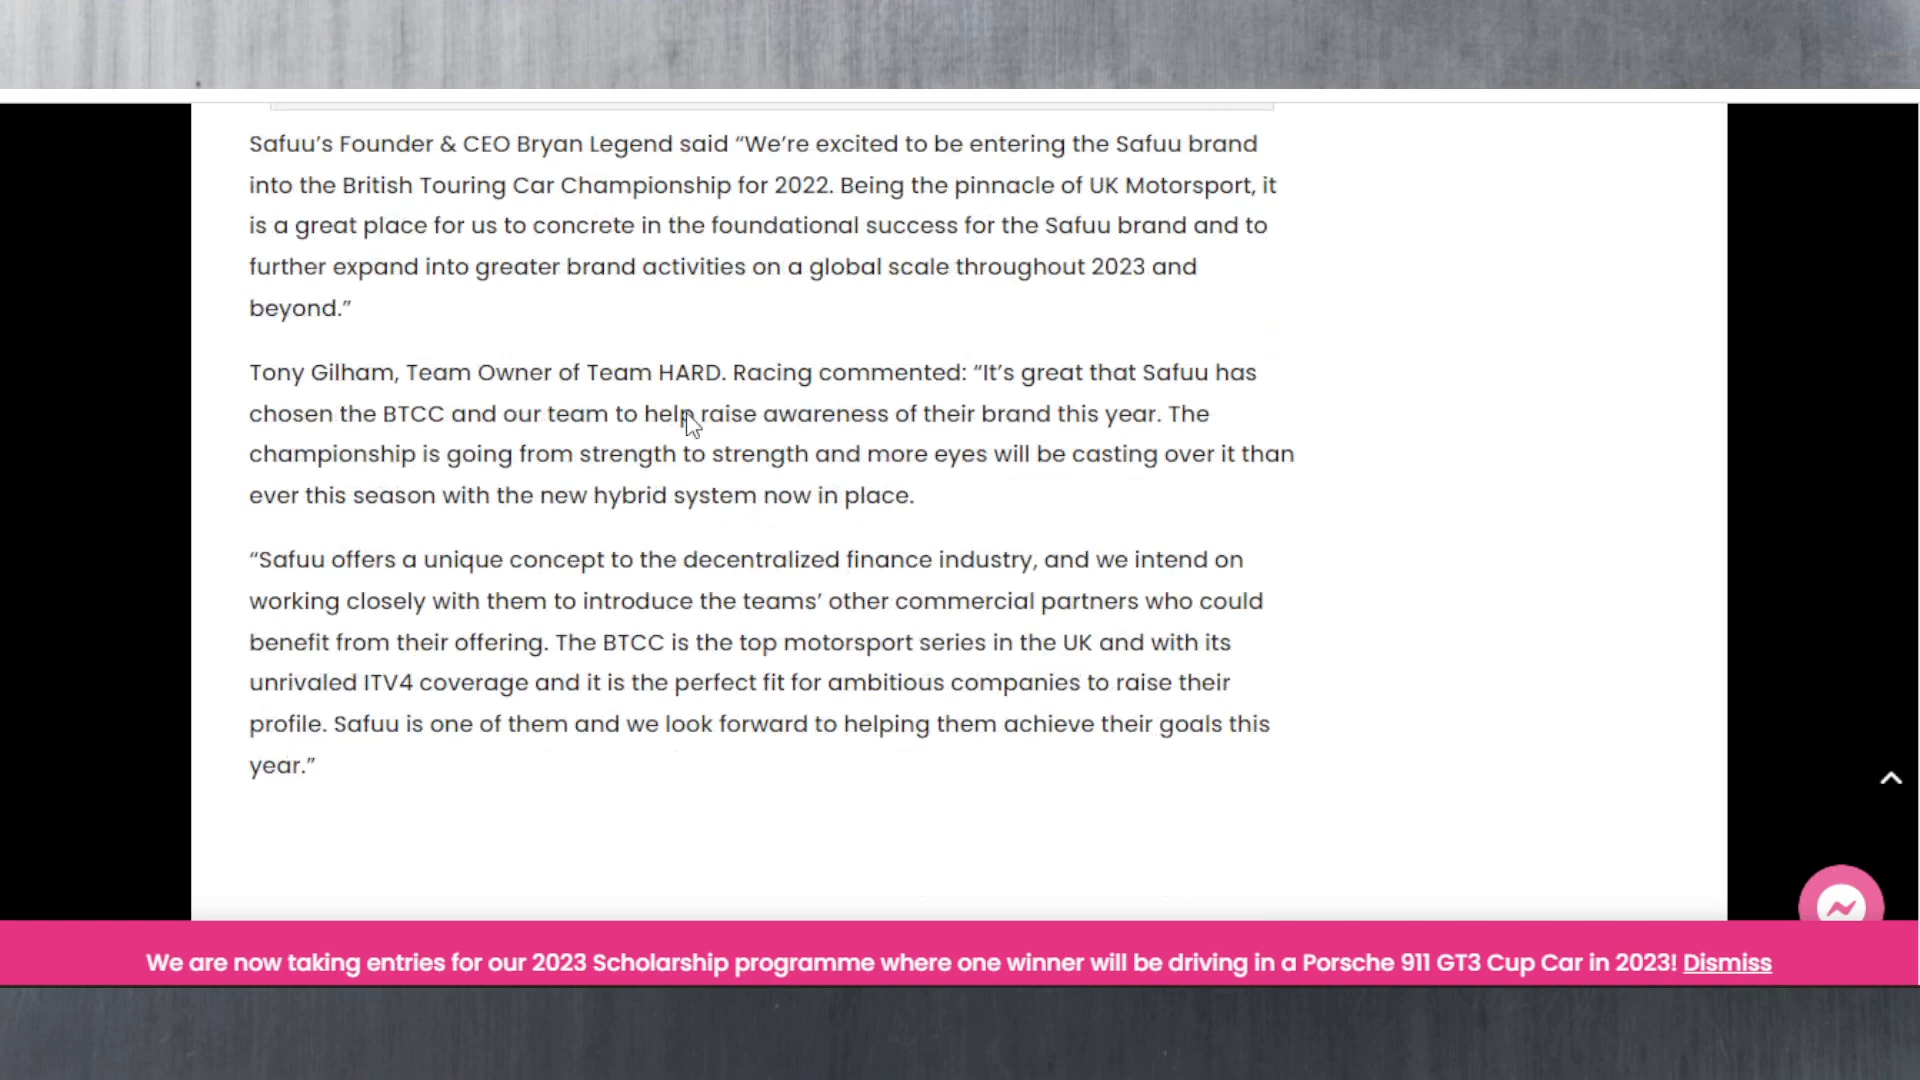 Safuu’s Founder & CEO Bryan Legend said “We’re excited to be entering the Safuu brand
into the British Touring Car Championship for 2022. Being the pinnacle of UK Motorsport, it
is a great place for us to concrete in the foundational success for the Safuu brand and to
further expand into greater brand activities on a global scale throughout 2023 and
beyond.”
Tony Gilham, Team Owner of Team HARD. Racing commented: “It’s great that Safuu has
chosen the BTCC and our team to help raise awareness of their brand this year. The
championship is going from strength to strength and more eyes will be casting over it than
ever this season with the new hybrid system now in place.
“Safuu offers a unique concept to the decentralized finance industry, and we intend on
working closely with them to introduce the teams’ other commercial partners who could
benefit from their offering. The BTCC is the top motorsport series in the UK and with its
unrivaled ITV4 coverage and it is the perfect fit for ambitious companies to raise their
profile. Safuu is one of them and we look forward to helping them achieve their goals this
year.”
We are now taking entries for our 2023 Scholarship programme where one winner will be driving in a Porsche 911 GT3 Cup Car in 2023! Dismiss